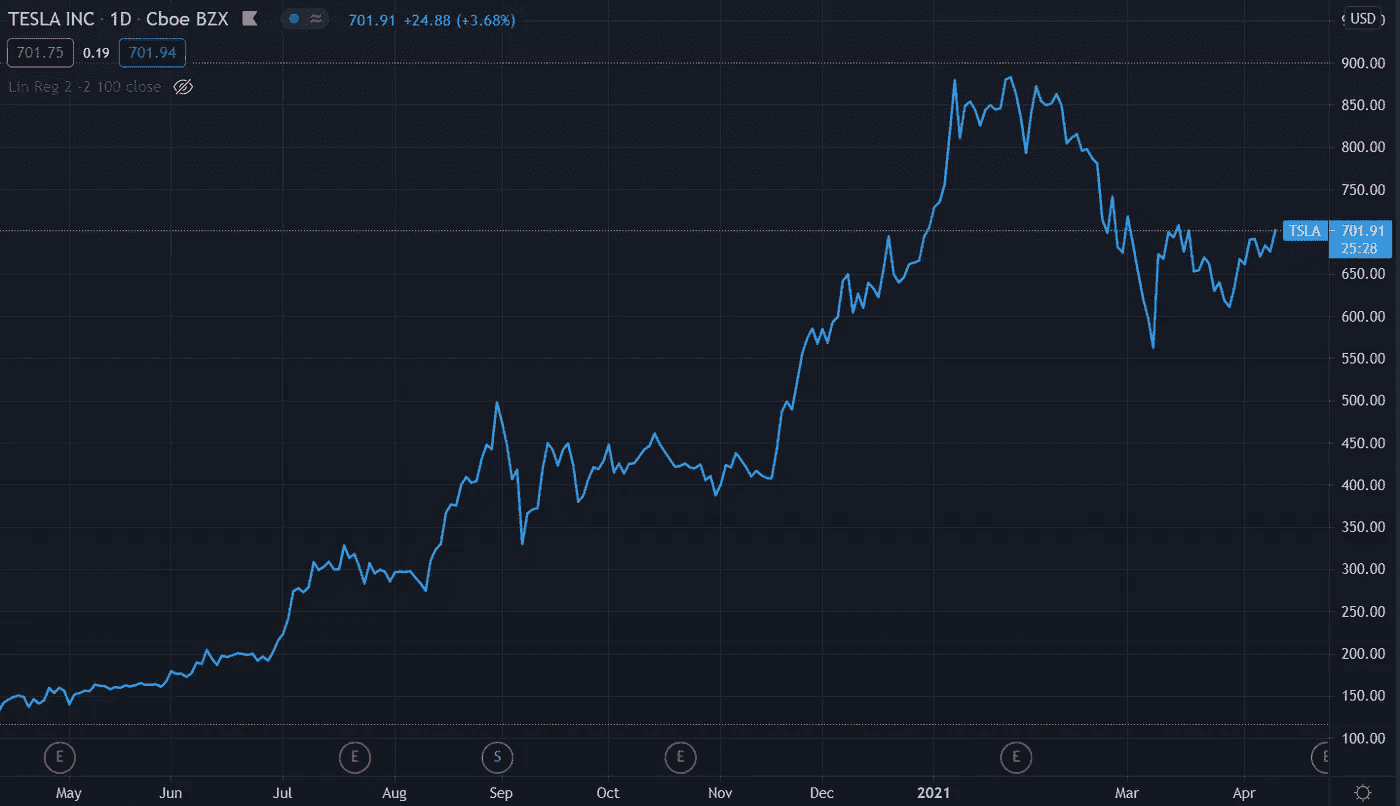 TESLA INC · 1D · Cboe BZX 701.91 +24.88 (+3.68%)
USD
701.75 0.19 701.94
Lin Reg 2 -2 100 close
900.00
850.00
800.00
750.00
TSLA 701.91
25:28
650.00
600.00
550.00
500.00
450.00
400.00
350.00
300.00
250.00
200.00
150.00
100.00
E E S E E E
May Jun Jul Aug Sep Oct Nov Dec 2021 Mar Apr